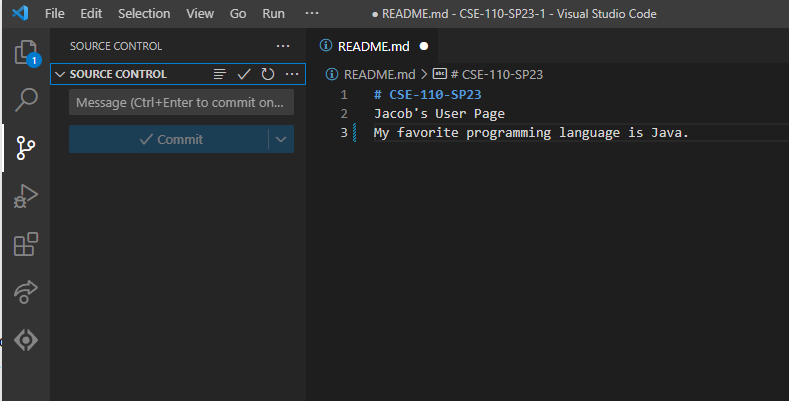 File Edit Selection View Go Run ··· ● README.md - CSE-110-SP23-1 - Visual Studio Code
SOURCE CONTROL ···
SOURCE CONTROL ···
Message (Ctrl+Enter to commit on...
Commit
1
README.md ●
README.md > # CSE-110-SP23
1 # CSE-110-SP23
2 Jacob's User Page
3 My favorite programming language is Java.